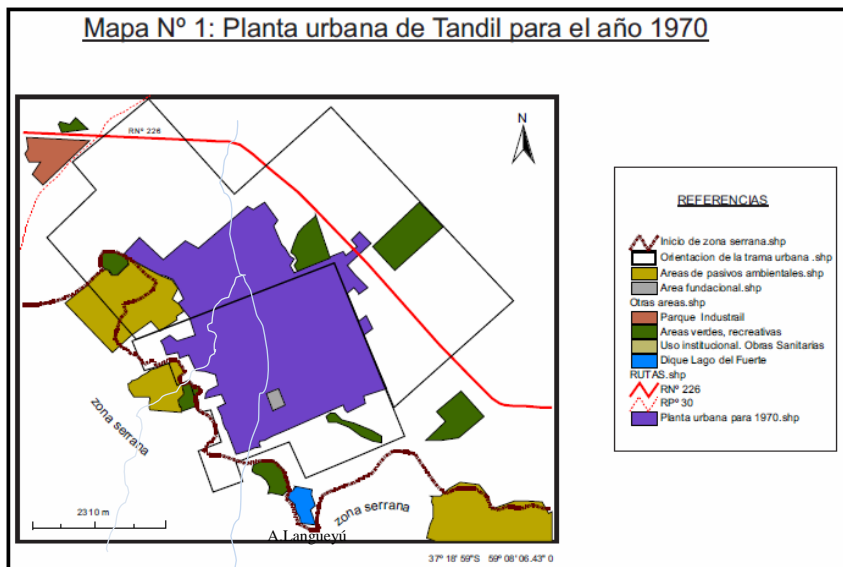 Mapa Nº 1: Planta urbana de Tandil para el año 1970
RNº 226
N
zona serrana
zona serrana
2310 m
A.Langueyú
37º 18' 59"S 59º 08' 06.43" 0
REFERENCIAS
Inicio de zona serrana.shp
Orientacion de la trama urbana .shp
Areas de pasivos ambientales.shp
Area fundacional.shp
Otras areas.shp
Parque Industrail
Areas verdes, recreativas
Uso institucional. Obras Sanitarias
Dique Lago del Fuerte
RUTAS.shp
RNº 226
RPº 30
Planta urbana para 1970.shp